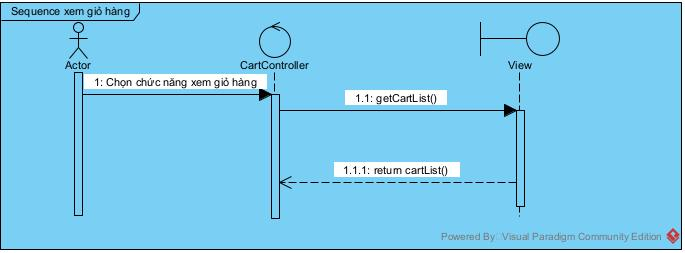 Sequence xem giỏ hàng
Actor
CartController
View
1: Chọn chức năng xem giỏ hàng
1.1: getCartList()
1.1.1: return cartList()
Powered By: Visual Paradigm Community Edition